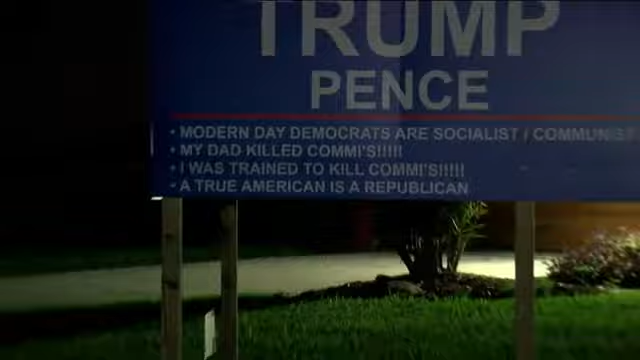 TRUMP
PENCE
• MODERN DAY DEMOCRATS ARE SOCIALIST / COMMUNIST
• MY DAD KILLED COMMI'S!!!!!
• I WAS TRAINED TO KILL COMMI'S!!!!!
• A TRUE AMERICAN IS A REPUBLICAN